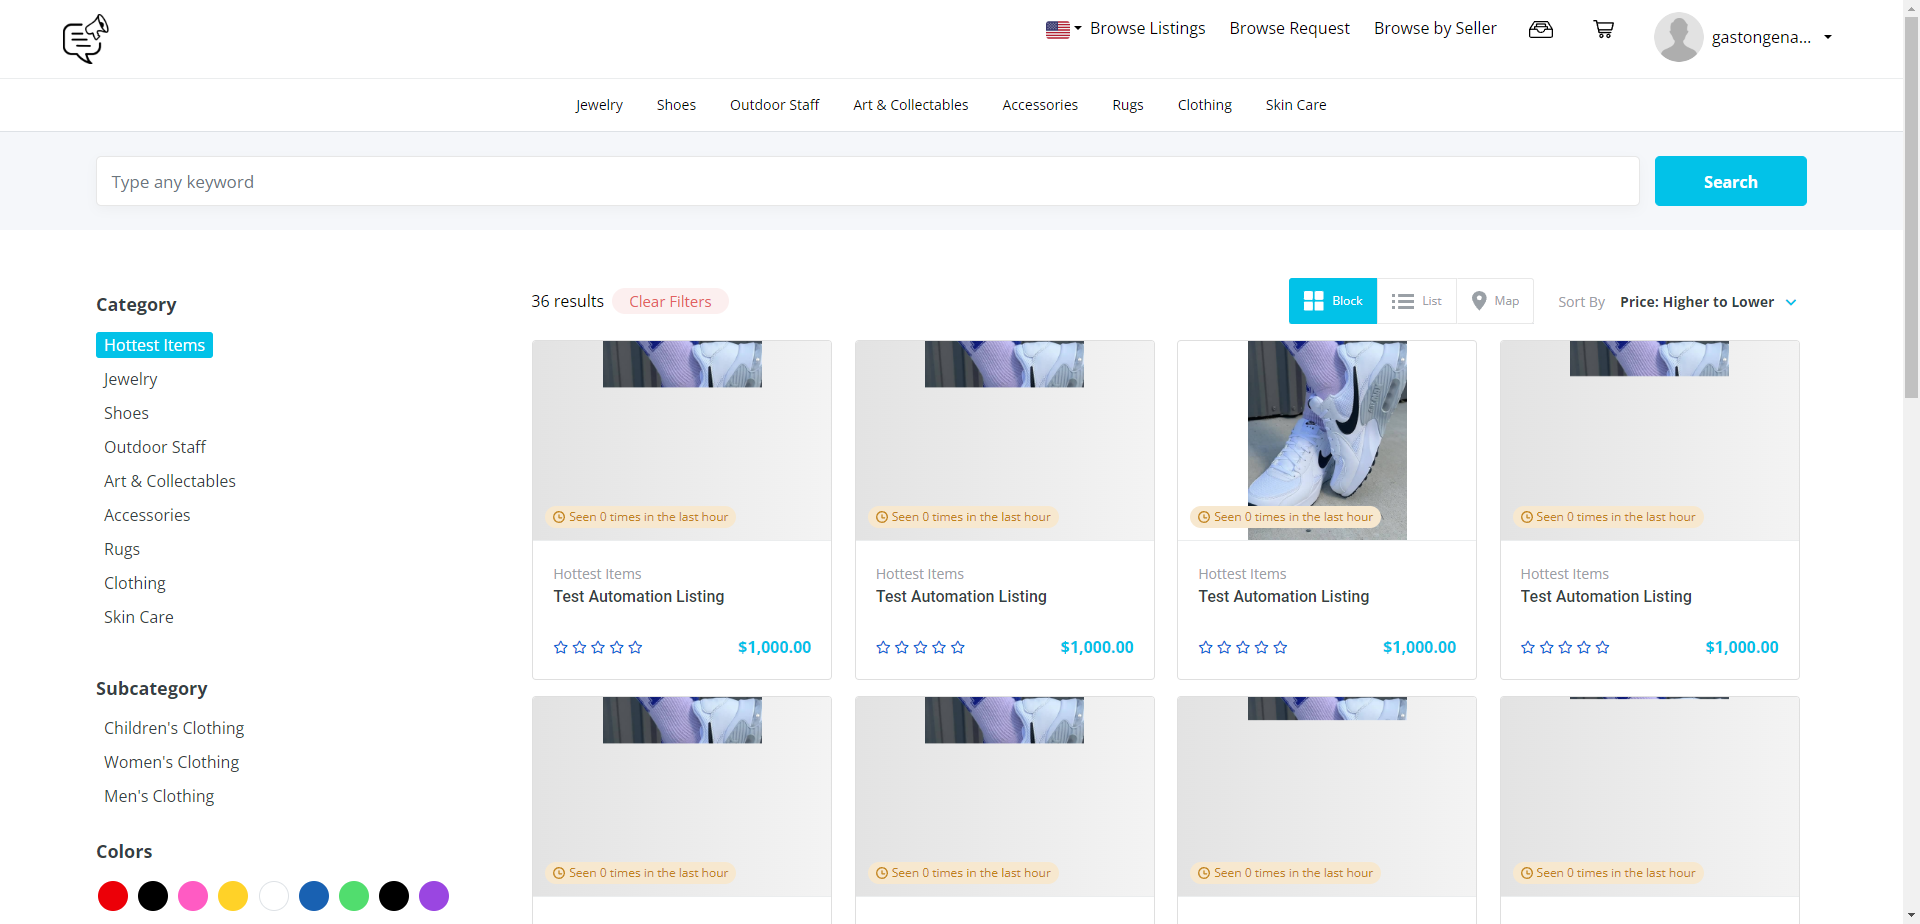 Browse Listings Browse Request Browse by Seller gastongena...
Jewelry Shoes Outdoor Staff Art & Collectables Accessories Rugs Clothing Skin Care
Type any keyword Search
Category
Hottest Items
Jewelry
Shoes
Outdoor Staff
Art & Collectables
Accessories
Rugs
Clothing
Skin Care
Subcategory
Children's Clothing
Women's Clothing
Men's Clothing
Colors
36 results Clear Filters Block List Map Sort By Price: Higher to Lower
Seen 0 times in the last hour Seen 0 times in the last hour Seen 0 times in the last hour Seen 0 times in the last hour
Hottest Items Hottest Items Hottest Items Hottest Items
Test Automation Listing Test Automation Listing Test Automation Listing Test Automation Listing
$1,000.00 $1,000.00 $1,000.00 $1,000.00
Seen 0 times in the last hour Seen 0 times in the last hour Seen 0 times in the last hour Seen 0 times in the last hour